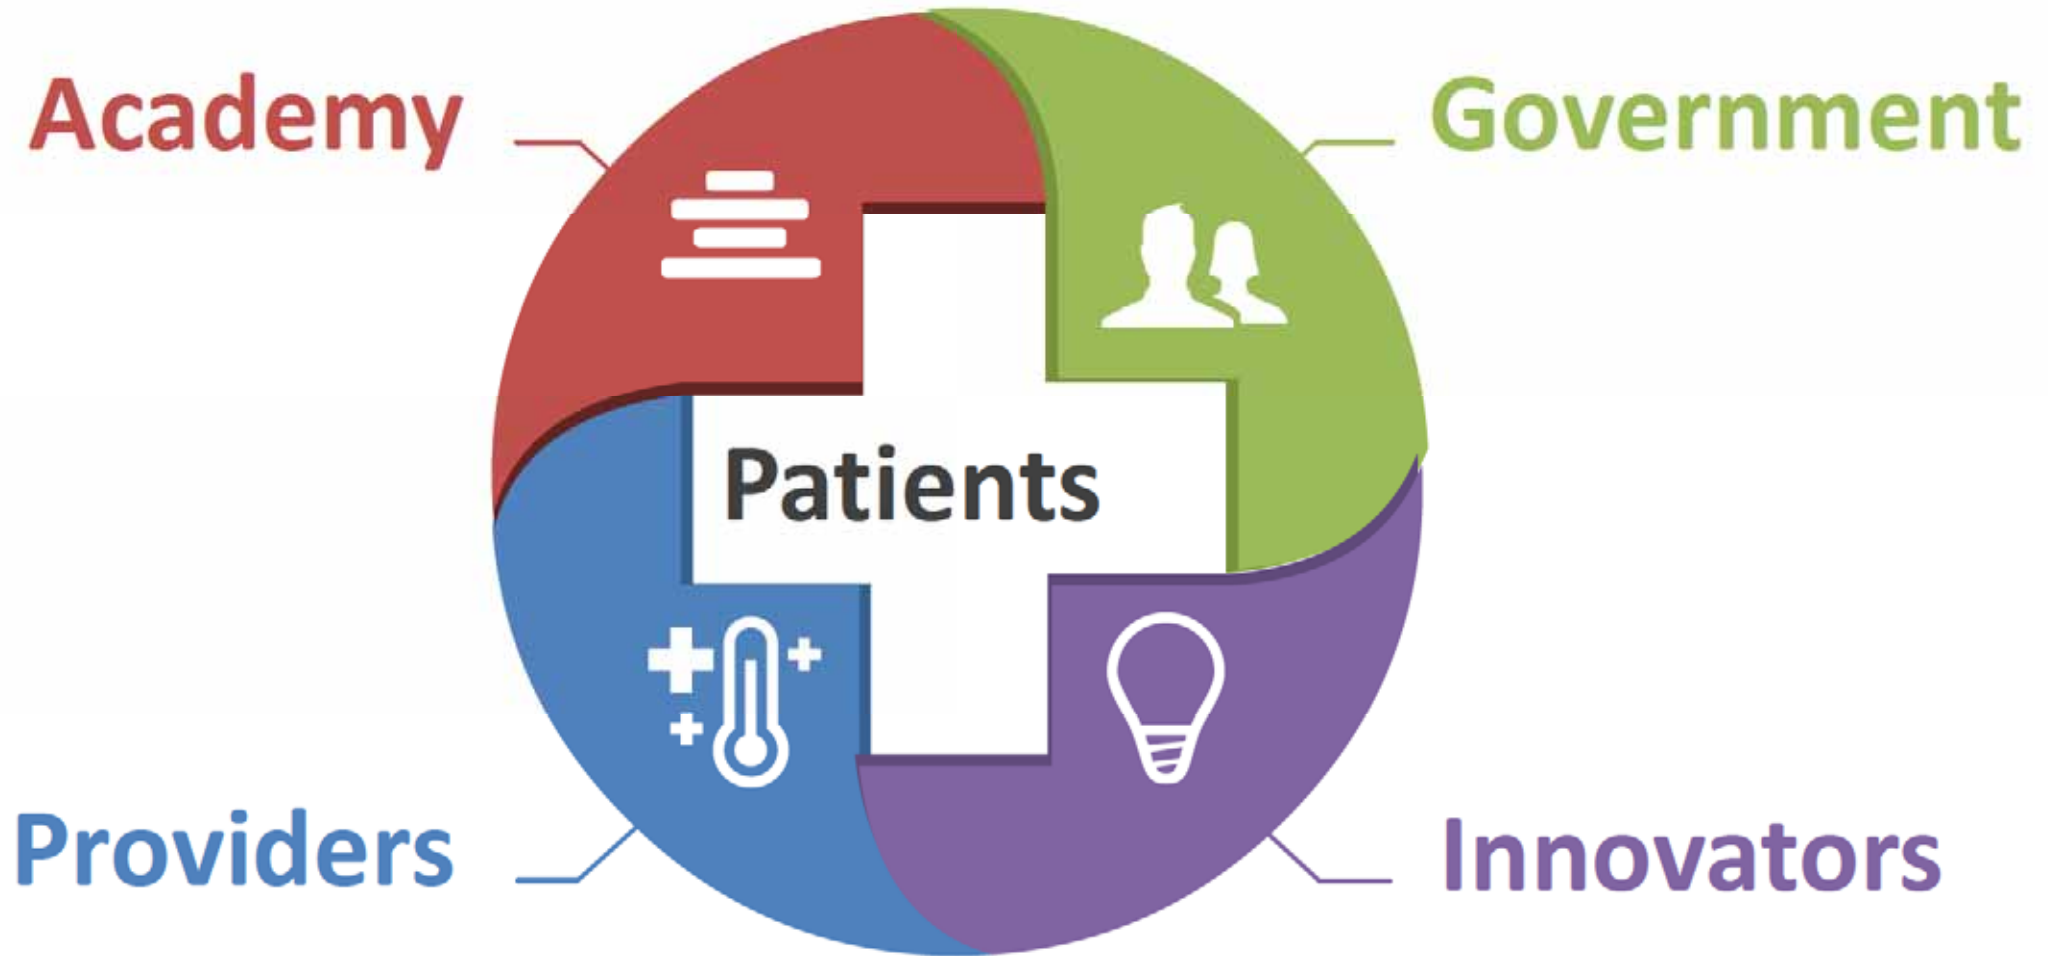 Academy
Government
Patients
Providers
Innovators